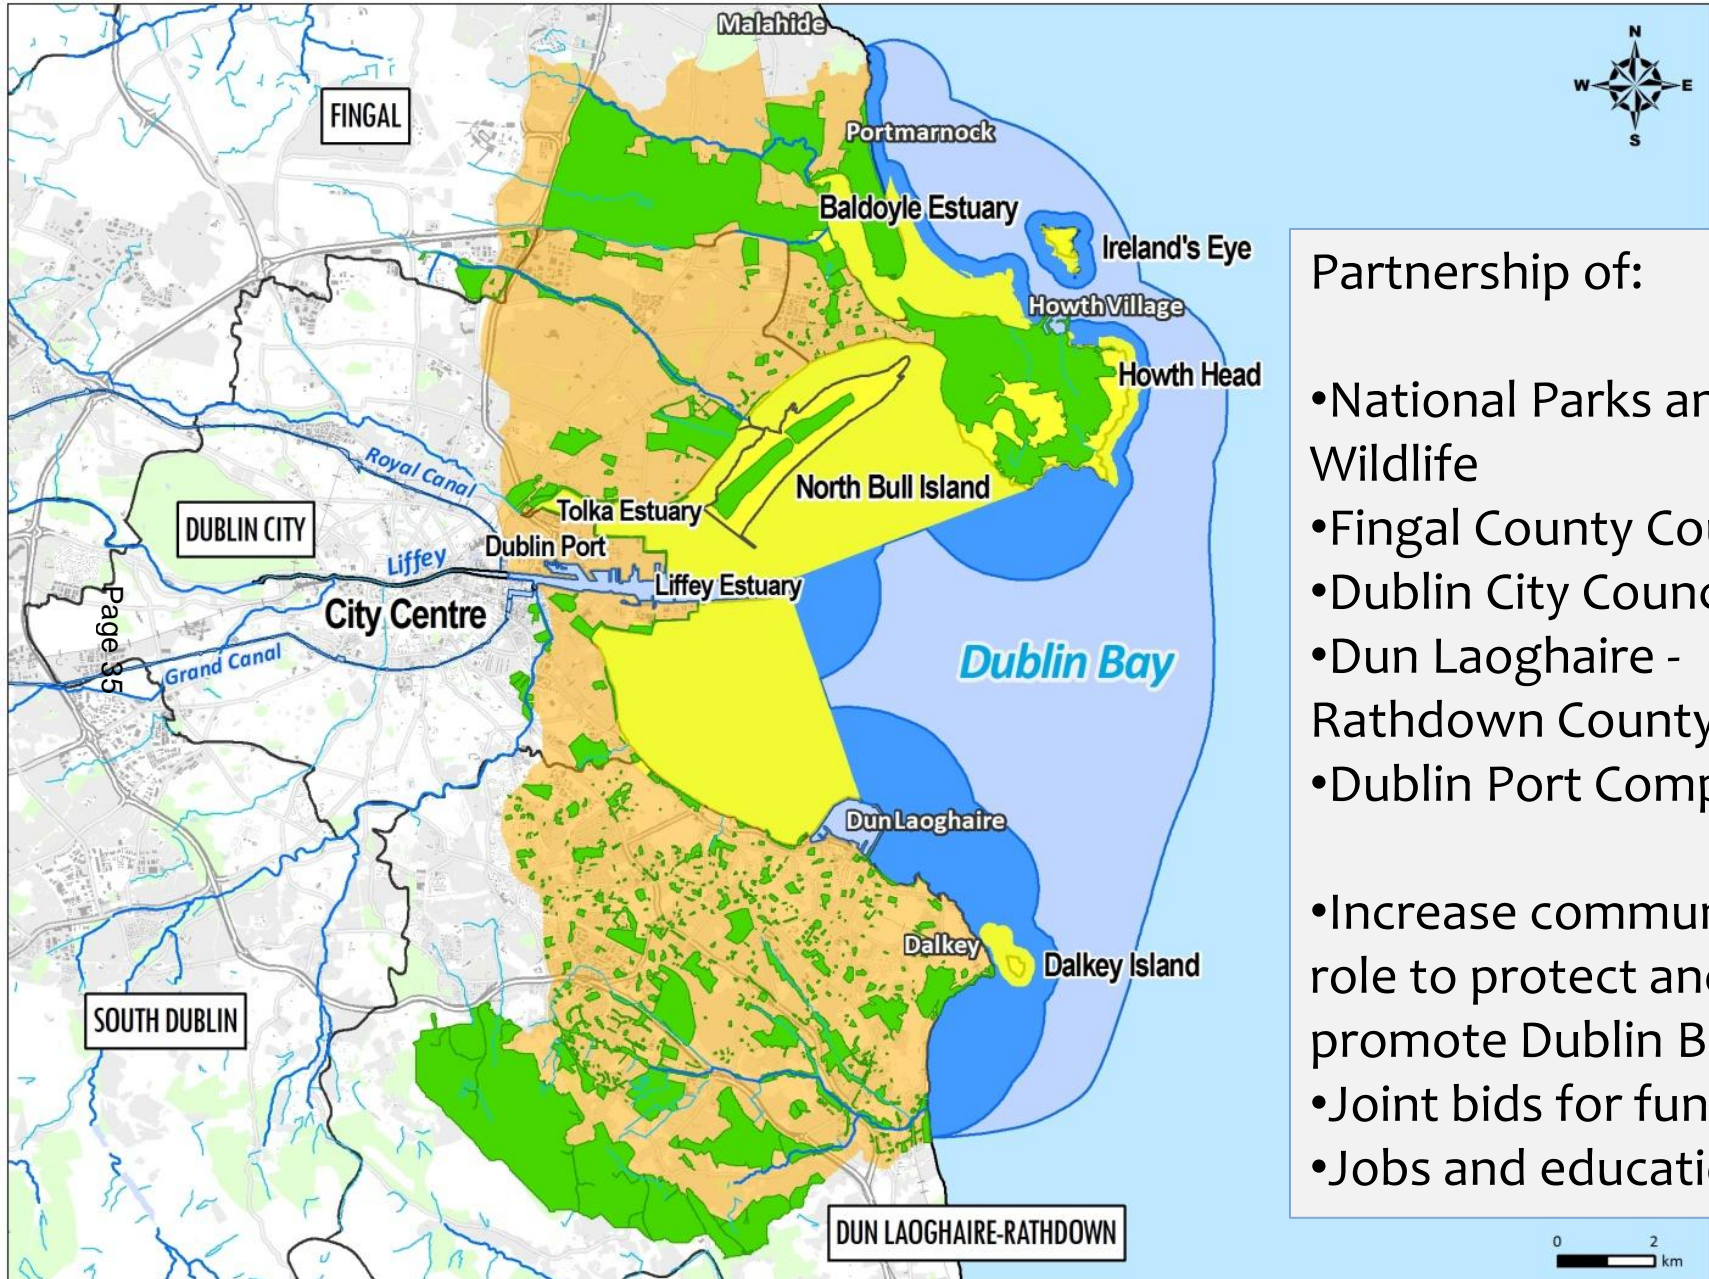 Malahide
N
W E
S
FINGAL
Portmarnock
Baldoyle Estuary
Ireland's Eye
Howth Village
Howth Head
Royal Canal
North Bull Island
Tolka Estuary
DUBLIN CITY
Dublin Port
Liffey
Liffey Estuary
City Centre
Page 35
Grand Canal
Dublin Bay
Dun Laoghaire
Dalkey
Dalkey Island
SOUTH DUBLIN
DUN LAOGHAIRE-RATHDOWN
Partnership of:
•National Parks an
Wildlife
•Fingal County Cou
•Dublin City Counc
•Dun Laoghaire -
Rathdown County
•Dublin Port Comp
•Increase commun
role to protect and
promote Dublin B
•Joint bids for fun
•Jobs and educati
0 2
km